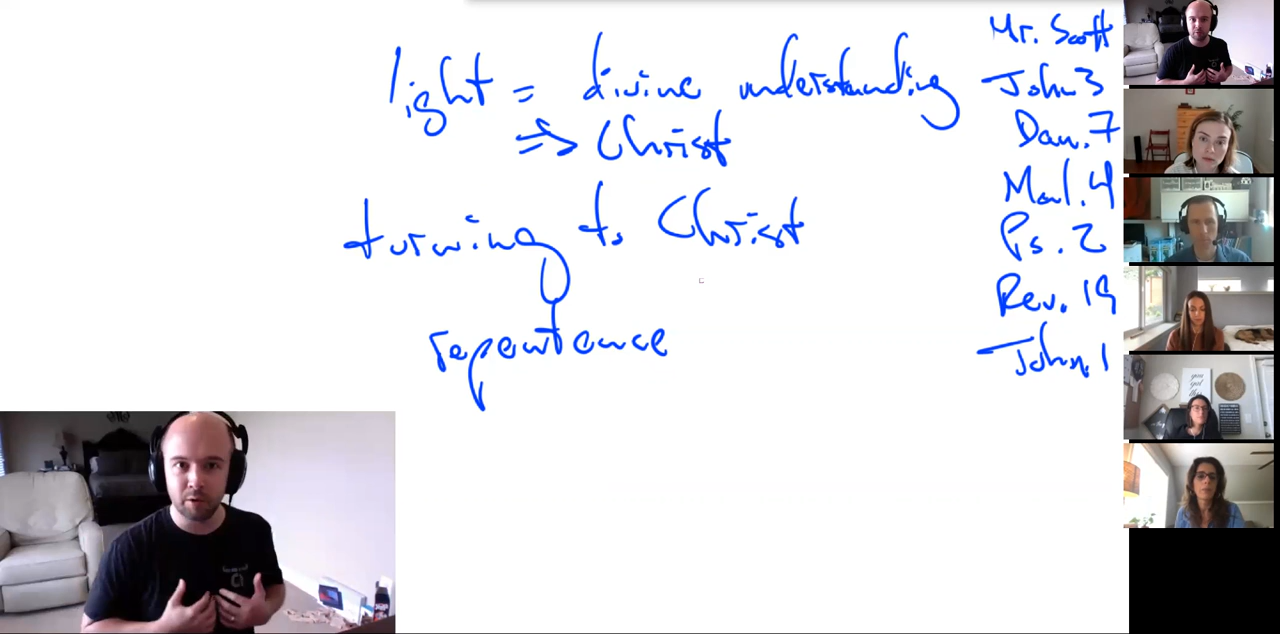 light = divine understanding
⇒ Christ
turning to Christ
repentance
Mr. Scott
John 3
Dan. 7
Mal. 4
Ps. 2
Rev. 19
John. 1